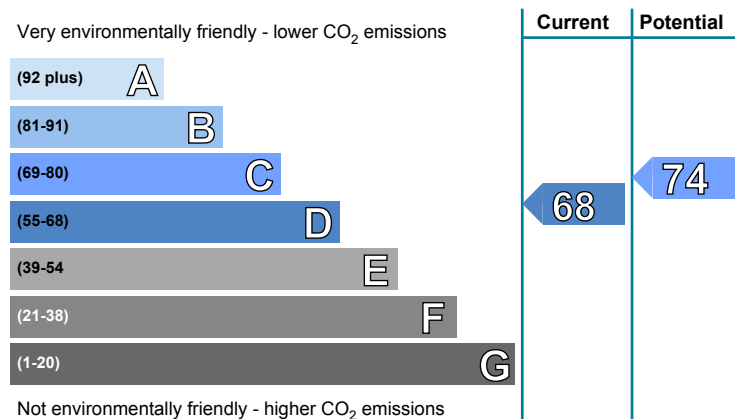 Very environmentally friendly - lower CO₂ emissions
Current
Potential
(92 plus) A
(81-91) B
(69-80) C
(55-68) D
(39-54 E
(21-38) F
(1-20) G
68
74
Not environmentally friendly - higher CO₂ emissions